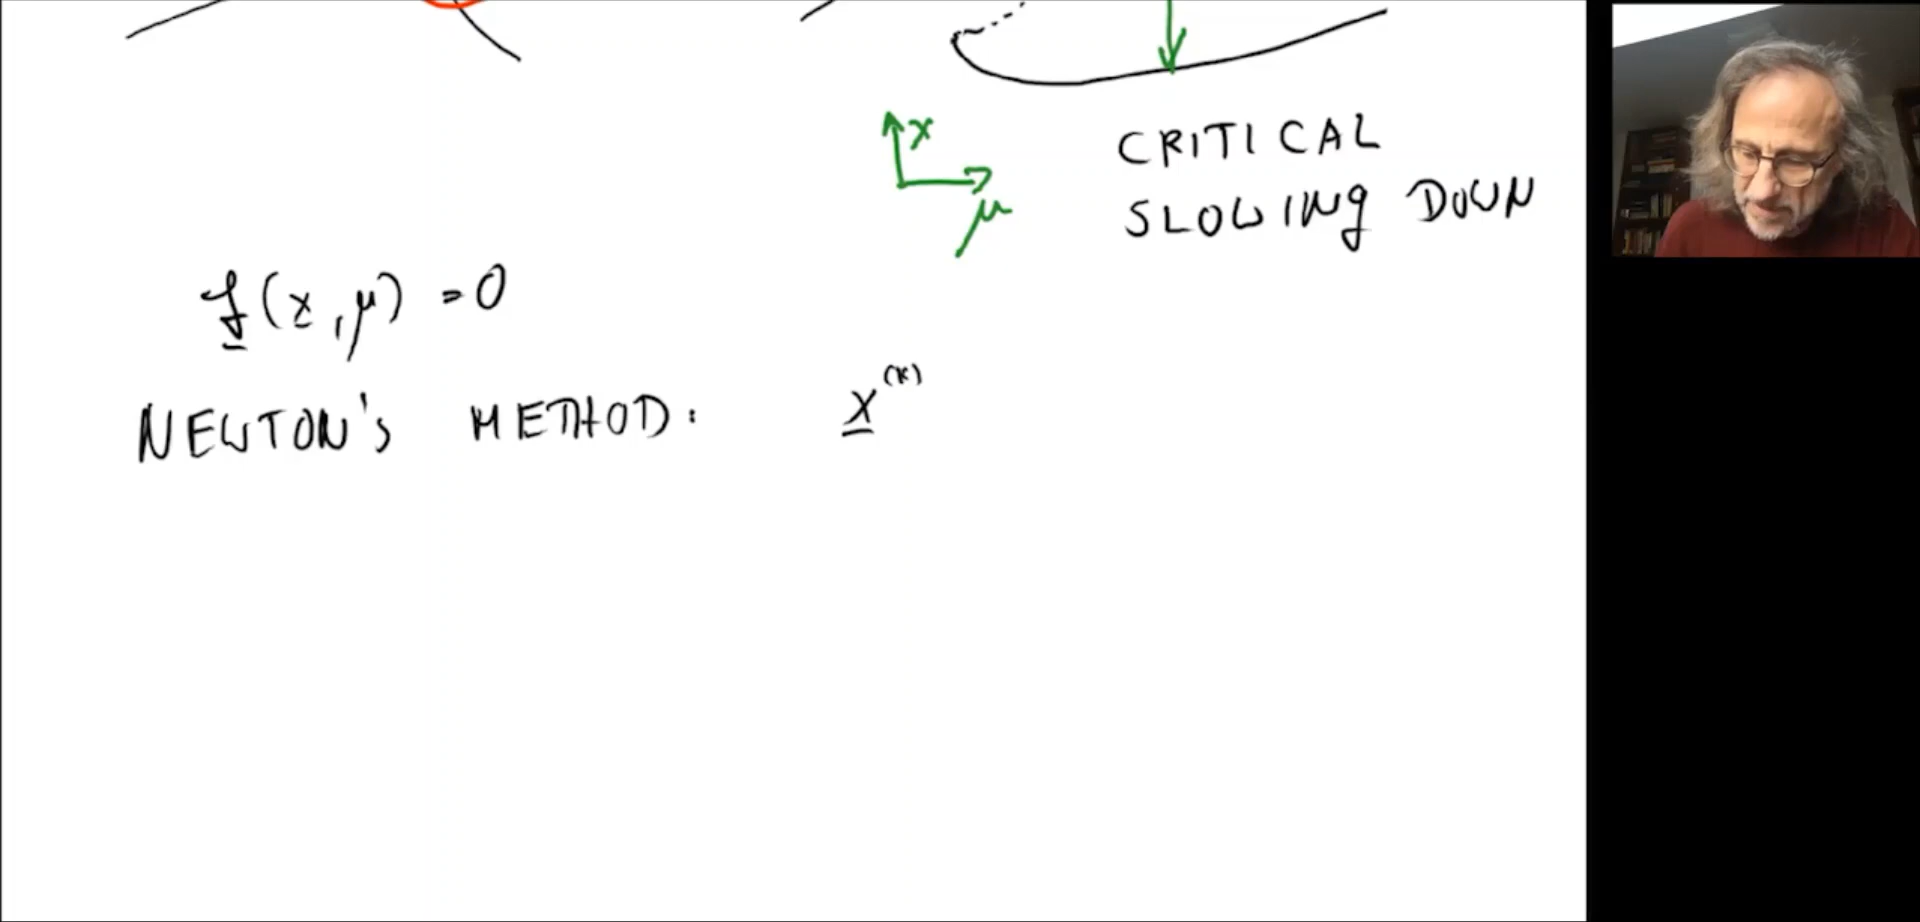 x
μ
CRITICAL
SLOWING DOWN
f(x,μ) = 0
NEWTON'S METHOD: x^(k)